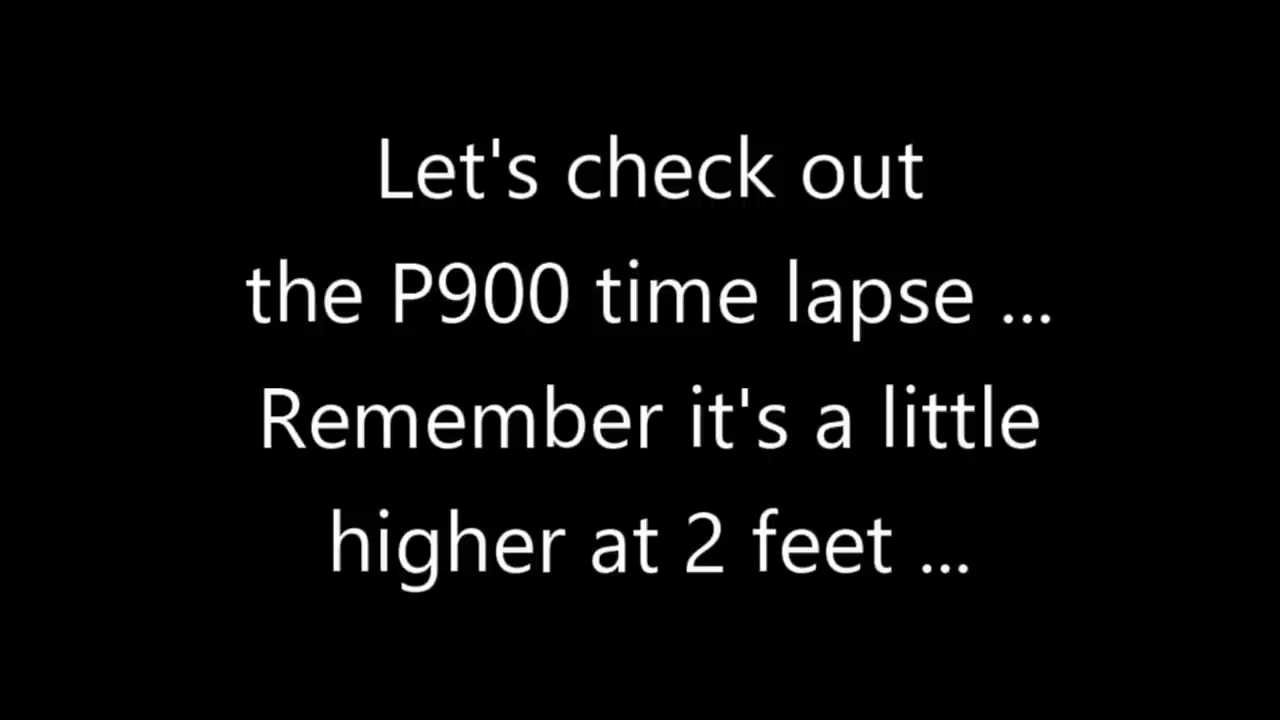 Let's check out
the P900 time lapse ...
Remember it's a little
higher at 2 feet ...